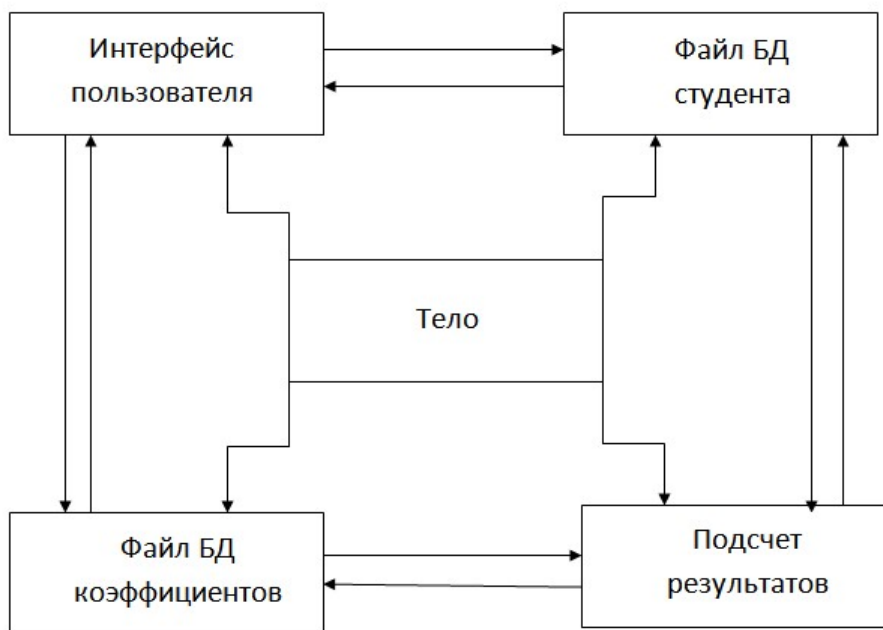 Интерфейс
пользователя
Файл БД
студента
Тело
Файл БД
коэффициентов
Подсчет
результатов